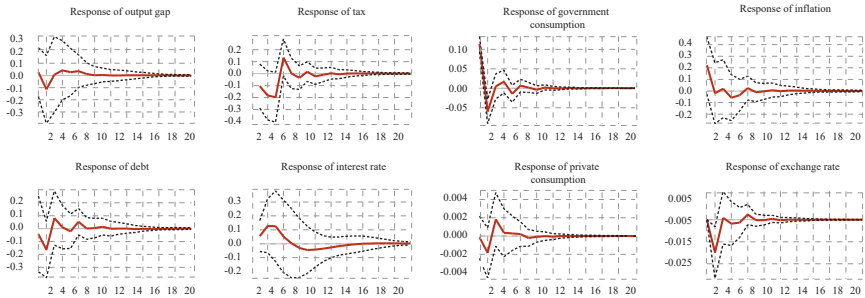 Response of output gap
0.3
0.2
0.1
0.0
-0.1
-0.2
-0.3
2 4 6 8 10 12 14 16 18 20
Response of tax
0.2
0.1
0.0
-0.1
-0.2
-0.3
-0.4
2 4 6 8 10 12 14 16 18 20
Response of government
consumption
0.10
0.05
0.00
-0.05
2 4 6 8 10 12 14 16 18 20
Response of inflation
0.4
0.3
0.2
0.1
0.0
-0.1
-0.2
2 4 6 8 10 12 14 16 18 20
Response of debt
0.2
0.1
0.0
-0.1
-0.2
-0.3
2 4 6 8 10 12 14 16 18 20
Response of interest rate
0.3
0.2
0.1
0.0
-0.1
-0.2
2 4 6 8 10 12 14 16 18 20
Response of private
consumption
0.004
0.002
0.000
-0.002
-0.004
2 4 6 8 10 12 14 16 18 20
Response of exchange rate
0.005
-0.005
-0.015
-0.025
2 4 6 8 10 12 14 16 18 20